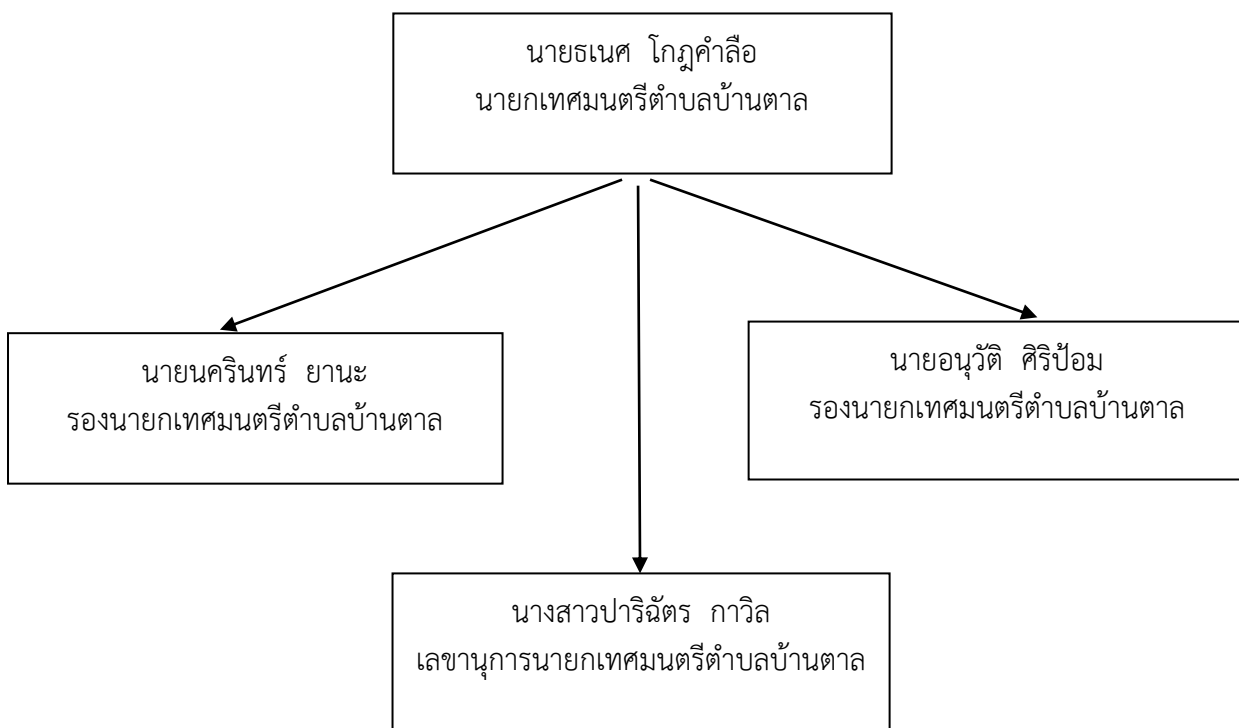 นายธเนศ โกฎคำลือ
นายกเทศมนตรีตำบลบ้านตาล
นายนครินทร์ ยานะ
รองนายกเทศมนตรีตำบลบ้านตาล
นายอนุวัติ ศิริป้อม
รองนายกเทศมนตรีตำบลบ้านตาล
นางสาวปาริฉัตร กาวิล
เลขานุการนายกเทศมนตรีตำบลบ้านตาล